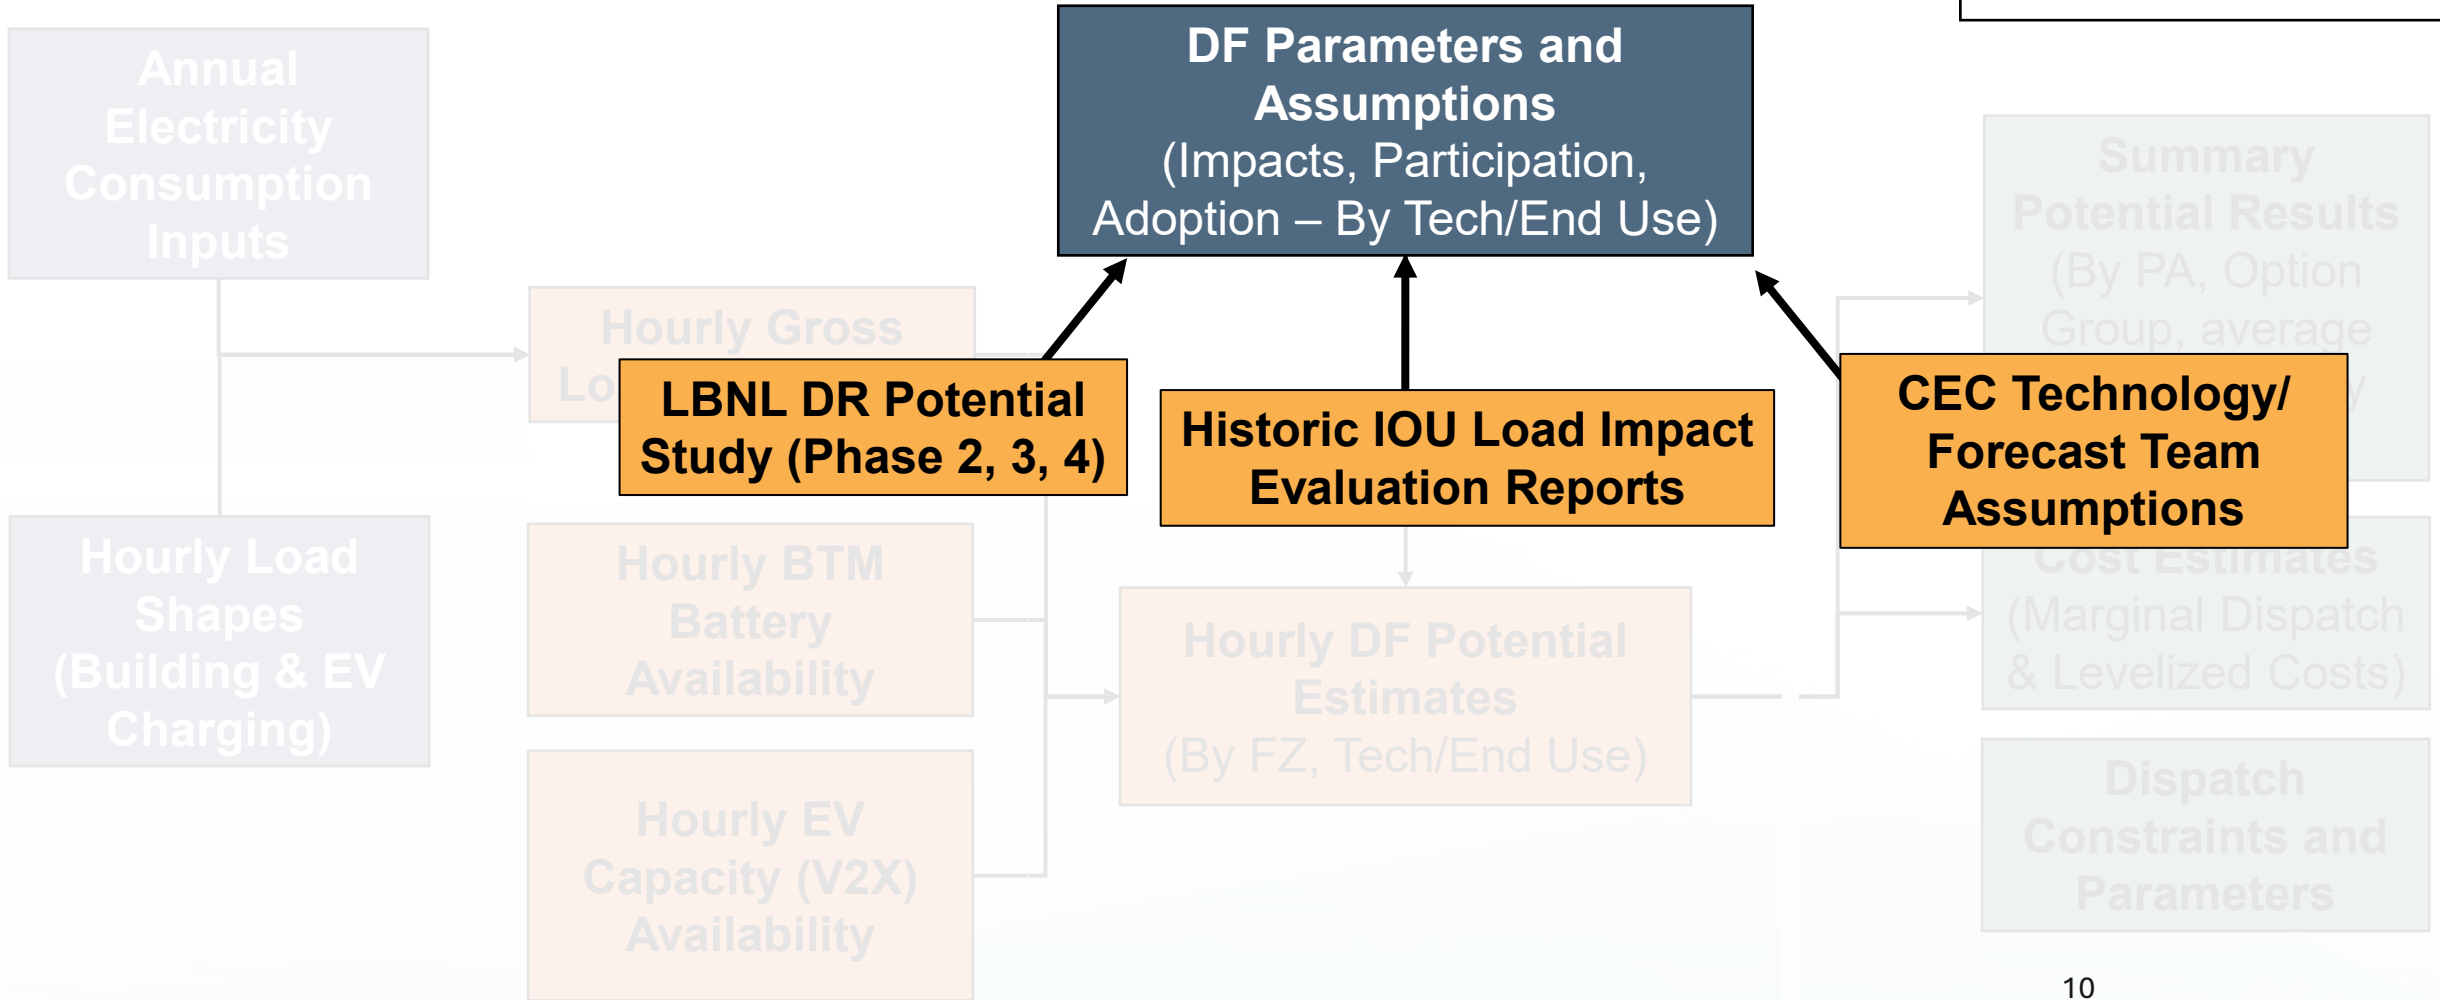 Annual
Electricity
Consumption
Inputs
DF Parameters and
Assumptions
(Impacts, Participation,
Adoption – By Tech/End Use)
Summary
Potential Results
(By PA, Option
Group, average
Hourly Gross
LBNL DR Potential
Study (Phase 2, 3, 4)
Historic IOU Load Impact
Evaluation Reports
CEC Technology/
Forecast Team
Assumptions
Hourly Load
Shapes
(Building & EV
Charging)
Hourly BTM
Battery
Availability
Hourly DF Potential
Estimates
(By FZ, Tech/End Use)
Cost Estimates
(Marginal Dispatch
& Levelized Costs)
Hourly EV
Capacity (V2X)
Availability
Dispatch
Constraints and
Parameters
10